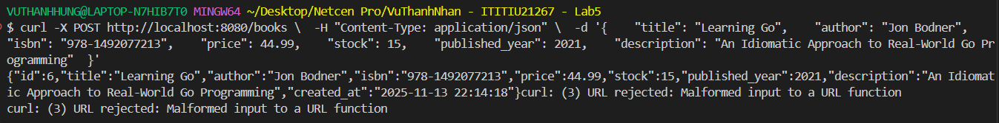 VUTHANHHUNG@LAPTOP-N7HIB7T0 MINGW64 ~/Desktop/Netcen Pro/VuThanhNhan - ITITIU21267 - Lab5
$ curl -X POST http://localhost:8080/books \  -H "Content-Type: application/json" \  -d '{    "title": "Learning Go",    "author": "Jon Bodner",
"isbn": "978-1492077213",    "price": 44.99,    "stock": 15,    "published_year": 2021,    "description": "An Idiomatic Approach to Real-World Go Pr
ogramming"  }'
{"id":6,"title":"Learning Go","author":"Jon Bodner","isbn":"978-1492077213","price":44.99,"stock":15,"published_year":2021,"description":"An Idiomat
ic Approach to Real-World Go Programming","created_at":"2025-11-13 22:14:18"}curl: (3) URL rejected: Malformed input to a URL function
curl: (3) URL rejected: Malformed input to a URL function